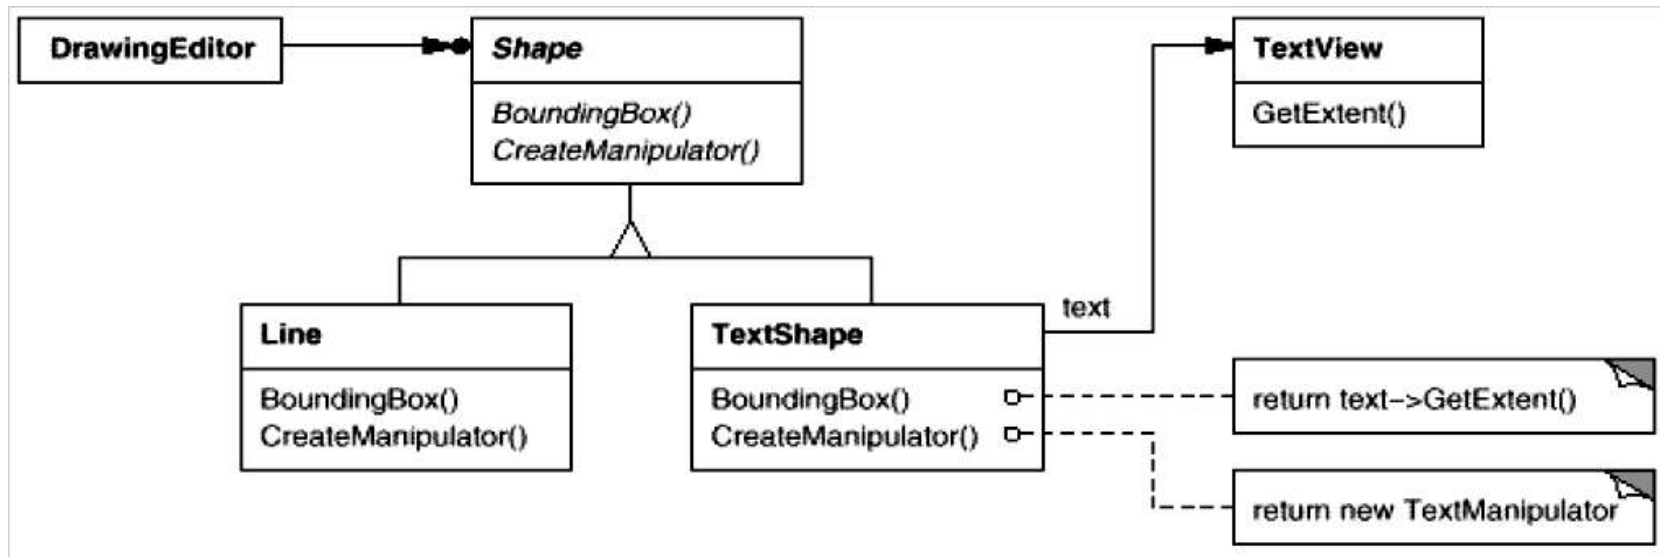 DrawingEditor
Shape
BoundingBox()
CreateManipulator()
TextView
GetExtent()
Line
BoundingBox()
CreateManipulator()
TextShape
BoundingBox()
CreateManipulator()
text
return text->GetExtent()
return new TextManipulator